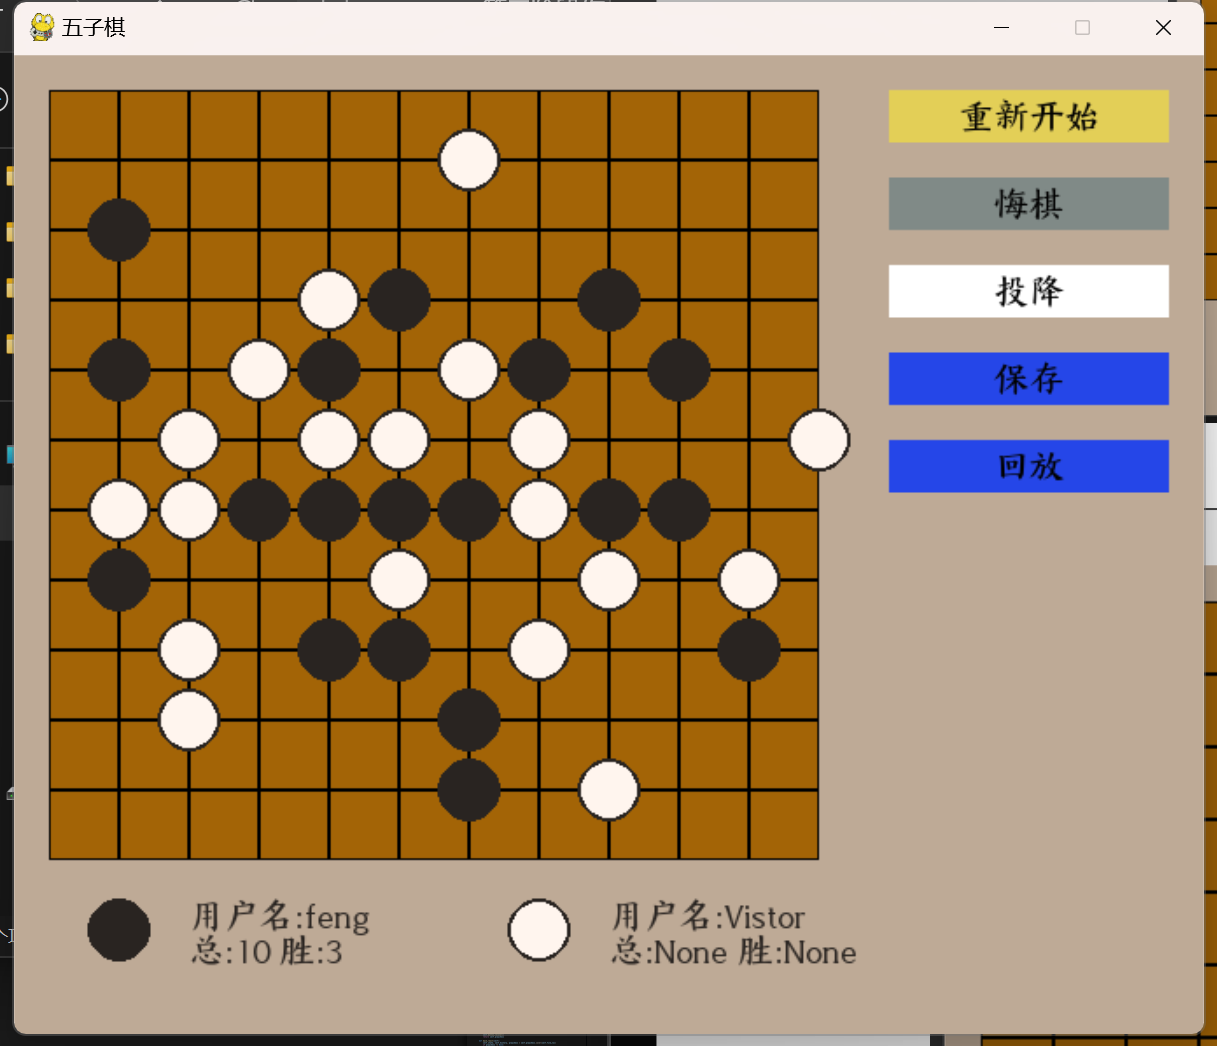 五子棋
重新开始
悔棋
投降
保存
回放
用户名:feng
总:10 胜:3
用户名:Vistor
总:None 胜:None